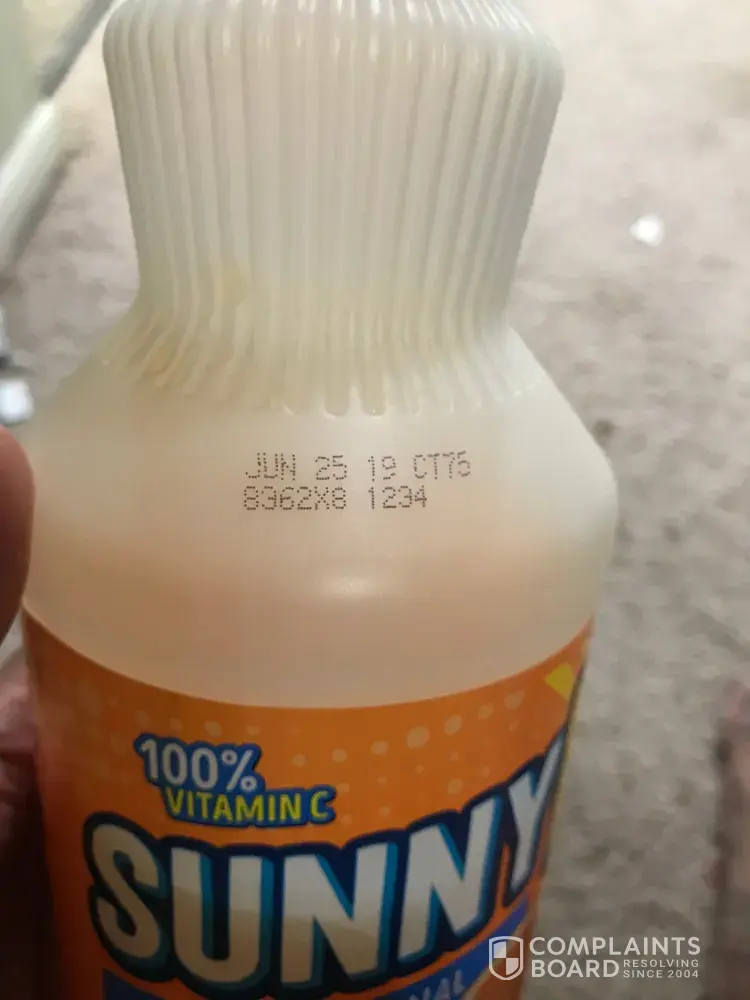 JUN 25 19 CT75
8362X8 1234
100%
VITAMIN C
SUNNY
COMPLAINTS
BOARD RESOLVING
SINCE 2004